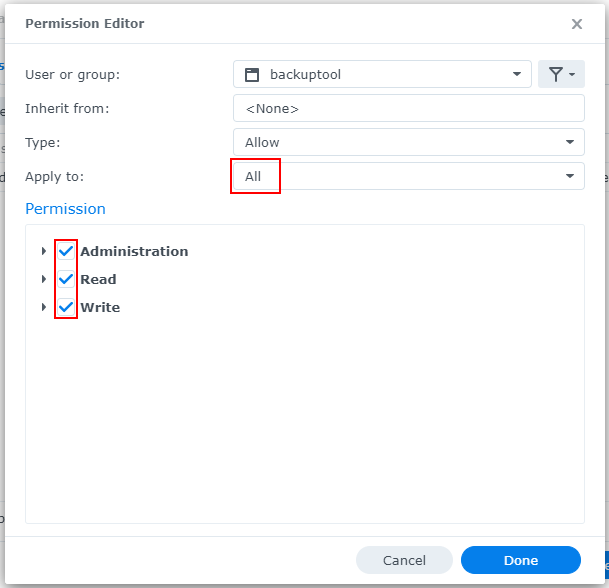 Permission Editor
User or group: backuptool
Inherit from: <None>
Type: Allow
Apply to: All
Permission
Administration
Read
Write
Cancel Done